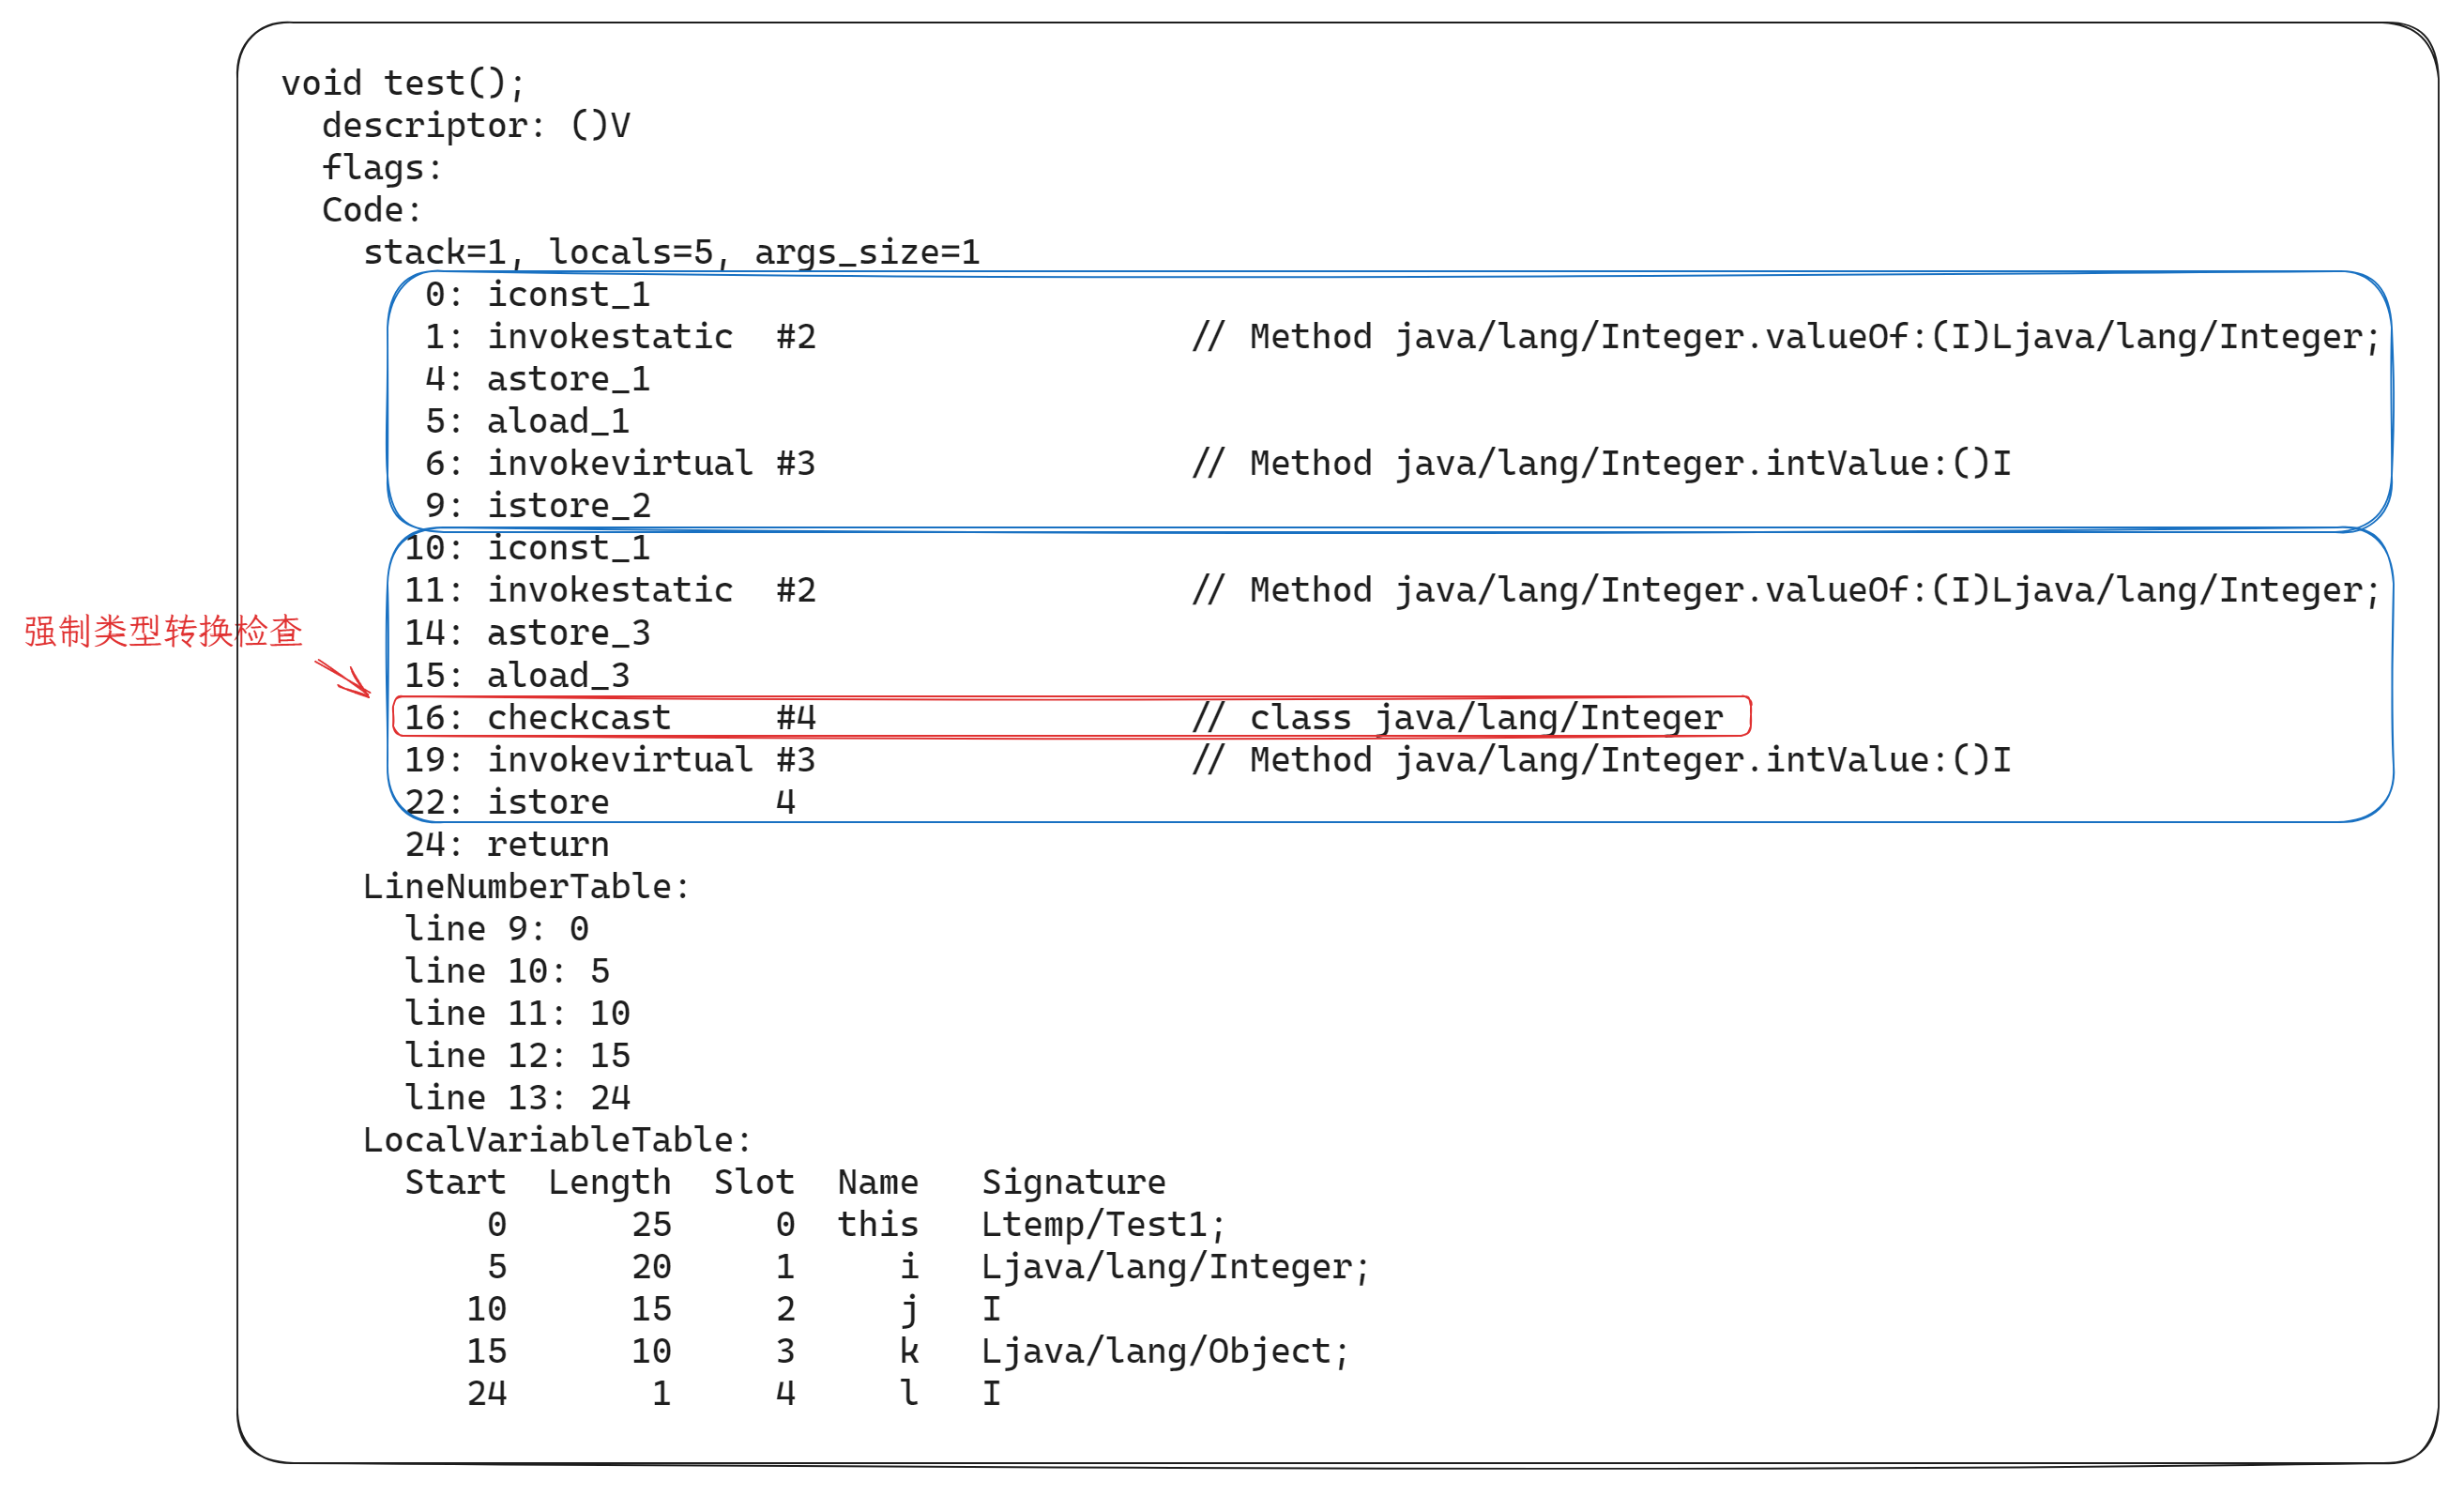 void test();
descriptor: ()V
flags:
Code:
stack=1, locals=5, args_size=1
0: iconst_1
1: invokestatic #2 // Method java/lang/Integer.valueOf:(I)Ljava/lang/Integer;
4: astore_1
5: aload_1
6: invokevirtual #3 // Method java/lang/Integer.intValue:()I
9: istore_2
10: iconst_1
11: invokestatic #2 // Method java/lang/Integer.valueOf:(I)Ljava/lang/Integer;
强制类型转换检查
14: astore_3
15: aload_3
16: checkcast #4 // class java/lang/Integer
19: invokevirtual #3 // Method java/lang/Integer.intValue:()I
22: istore 4
24: return
LineNumberTable:
line 9: 0
line 10: 5
line 11: 10
line 12: 15
line 13: 24
LocalVariableTable:
Start Length Slot Name Signature
0 25 0 this Ltemp/Test1;
5 20 1 i Ljava/lang/Integer;
10 15 2 j I
15 10 3 k Ljava/lang/Object;
24 1 4 l I